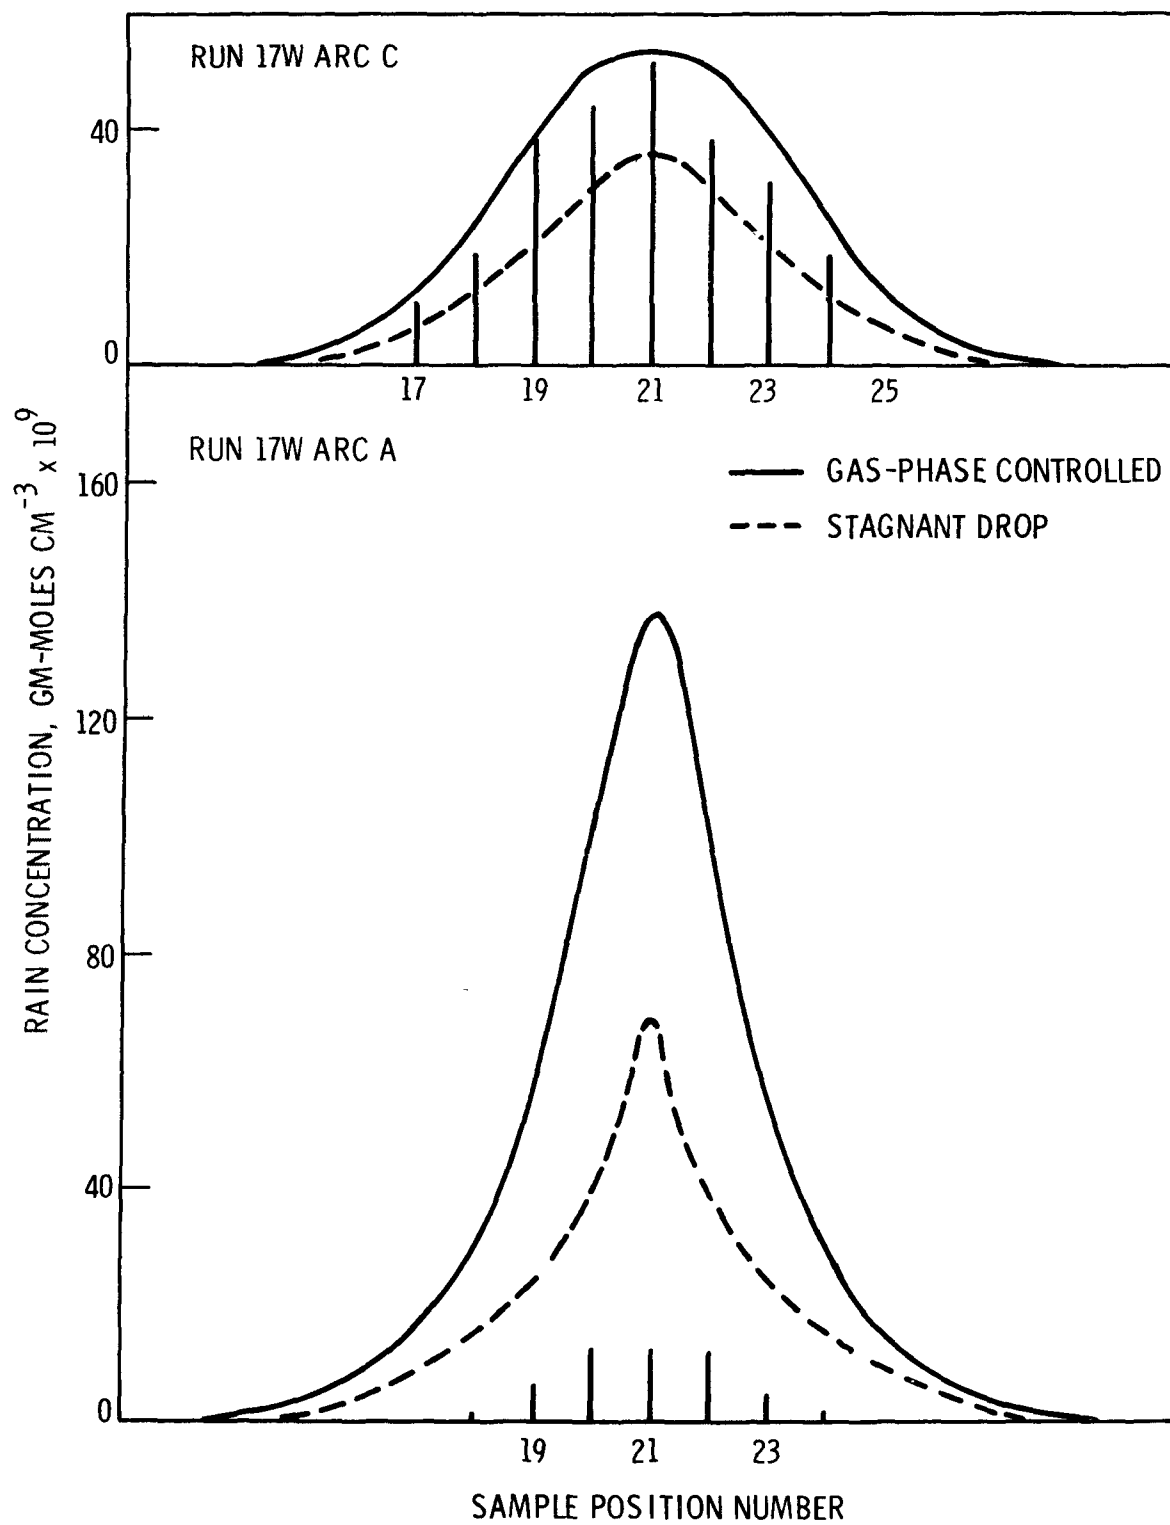 RUN 17W ARC C
40
0
17 19 21 23 25
RUN 17W ARC A
GAS-PHASE CONTROLLED
STAGNANT DROP
160
120
80
40
0
19 21 23
RAIN CONCENTRATION, GM-MOLES CM⁻³ x 10⁹
SAMPLE POSITION NUMBER